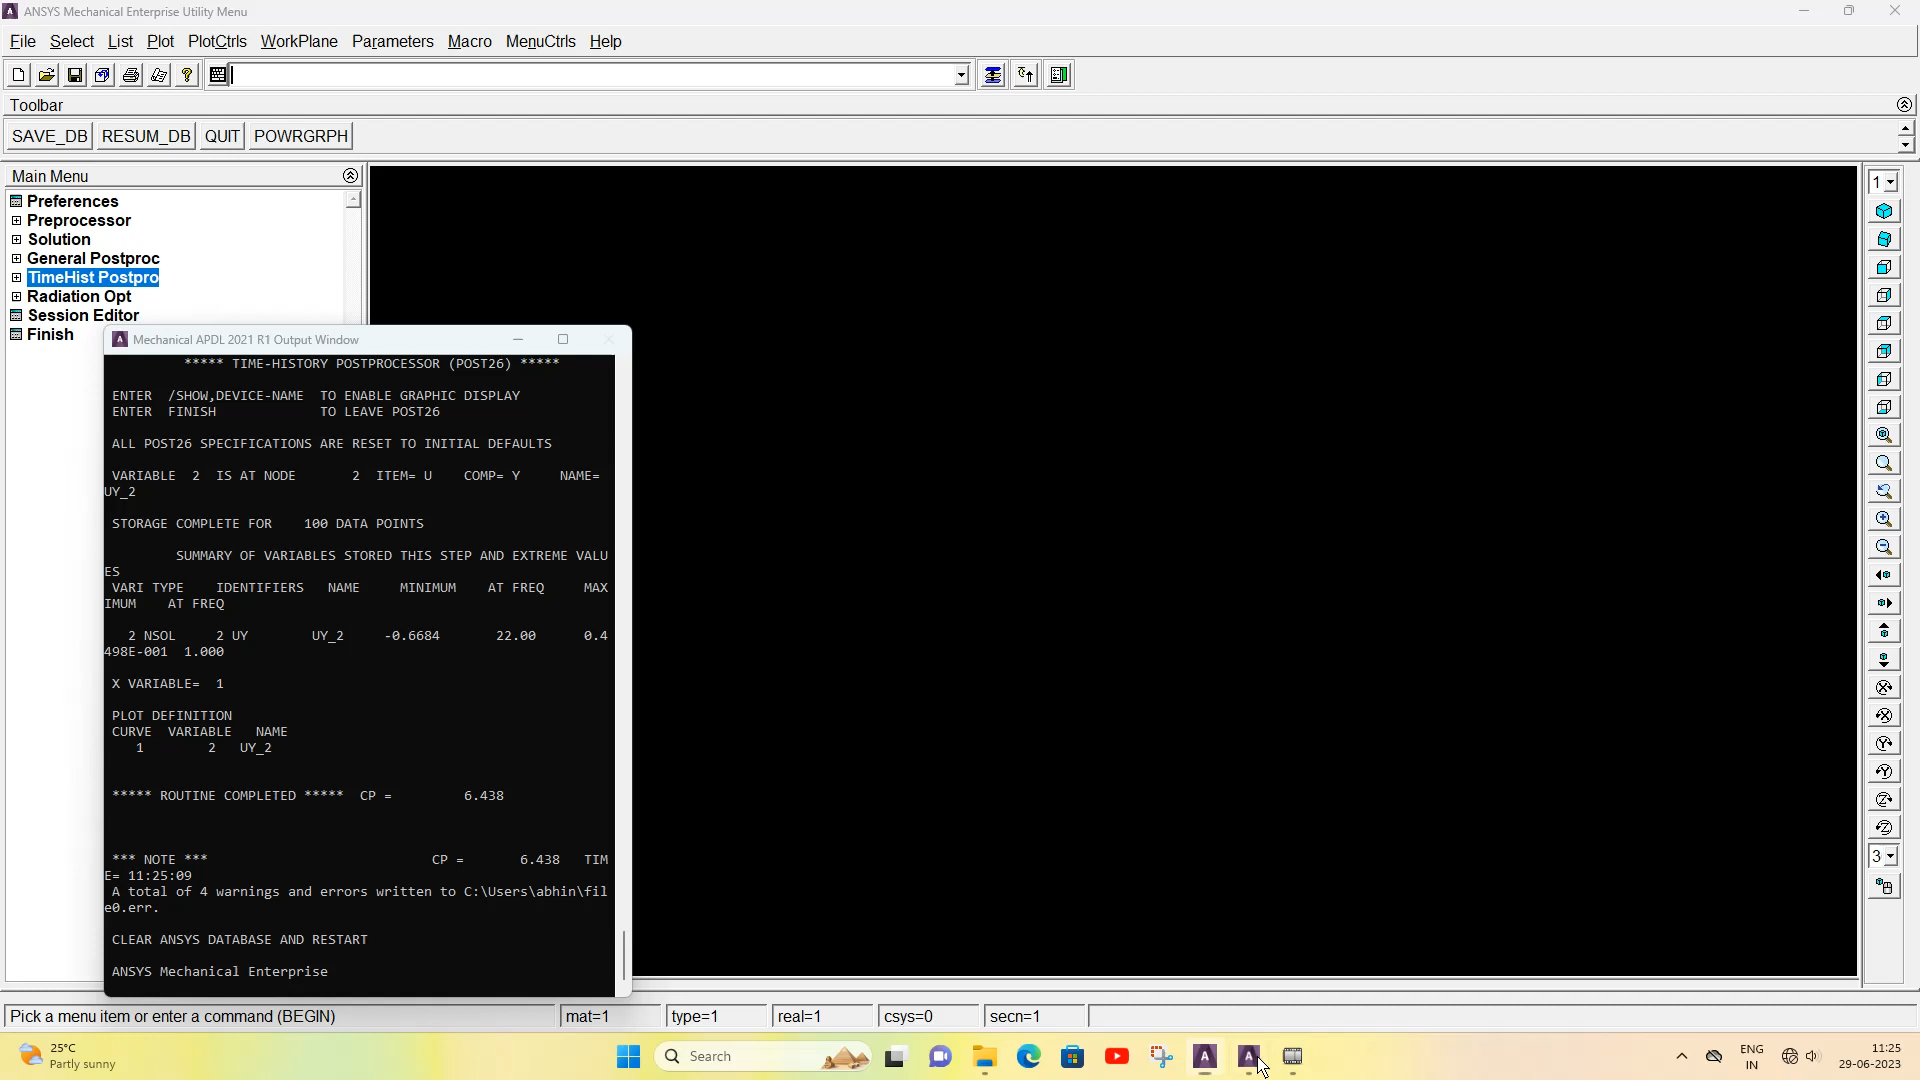 ANSYS Mechanical Enterprise Utility Menu
File Select List Plot PlotCtrls WorkPlane Parameters Macro MenuCtrls Help
Toolbar
SAVE_DB RESUM_DB QUIT POWRGRPH
Main Menu
Preferences
Preprocessor
Solution
General Postproc
TimeHist Postpro
Radiation Opt
Session Editor
Finish
1
Mechanical APDL 2021 R1 Output Window
***** TIME-HISTORY POSTPROCESSOR (POST26) *****
ENTER /SHOW,DEVICE-NAME TO ENABLE GRAPHIC DISPLAY
ENTER FINISH TO LEAVE POST26
ALL POST26 SPECIFICATIONS ARE RESET TO INITIAL DEFAULTS
VARIABLE 2 IS AT NODE 2 ITEM= U COMP= Y NAME=
UY_2
STORAGE COMPLETE FOR 100 DATA POINTS
SUMMARY OF VARIABLES STORED THIS STEP AND EXTREME VALU
ES
VARI TYPE IDENTIFIERS NAME MINIMUM AT FREQ MAX
IMUM AT FREQ
2 NSOL 2 UY UY_2 -0.6684 22.00 0.4
498E-001 1.000
X VARIABLE= 1
PLOT DEFINITION
CURVE VARIABLE NAME
1 2 UY_2
***** ROUTINE COMPLETED ***** CP = 6.438
*** NOTE *** CP = 6.438 TIM
E= 11:25:09
A total of 4 warnings and errors written to C:\Users\abhin\fil
e0.err.
CLEAR ANSYS DATABASE AND RESTART
ANSYS Mechanical Enterprise
3
Pick a menu item or enter a command (BEGIN) mat=1 type=1 real=1 csys=0 secn=1
25°C
Partly sunny
Search
ENG
IN
11:25
29-06-2023